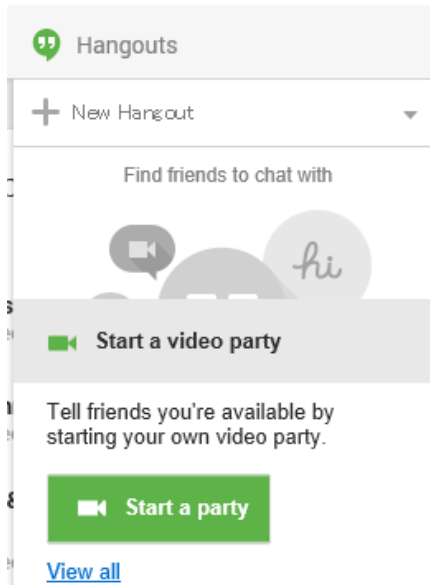 Hangouts
New Hangout
Find friends to chat with
hi
Start a video party
Tell friends you're available by
starting your own video party.
Start a party
View all